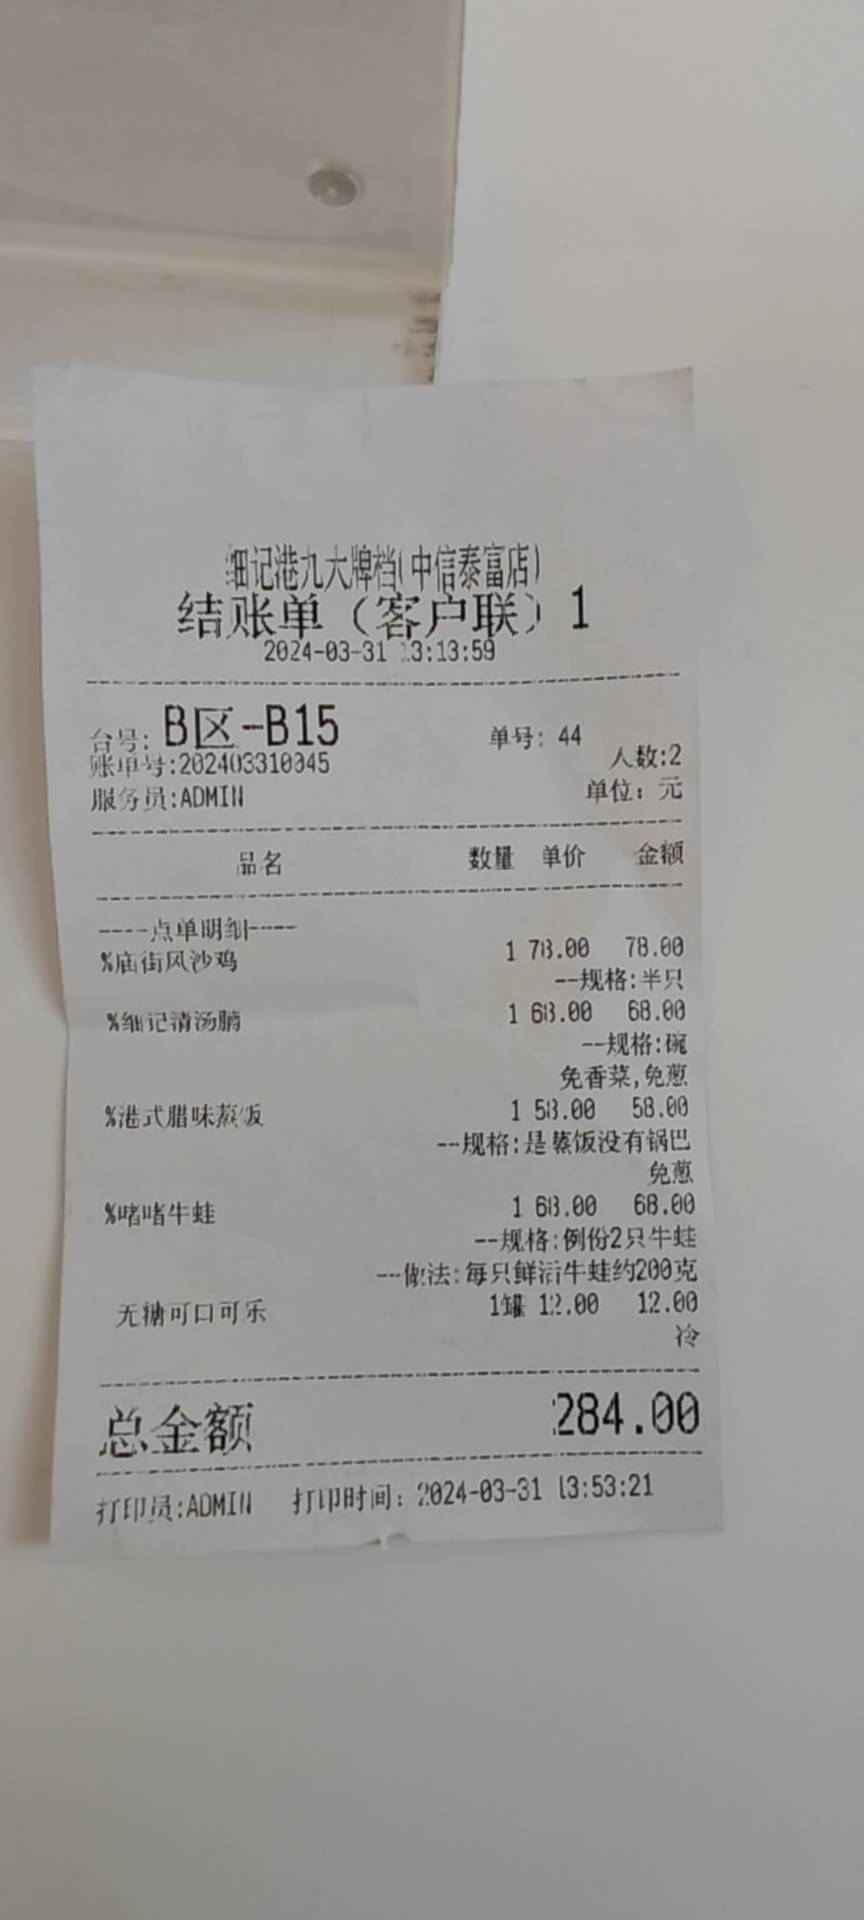 细记港九大牌档(中信泰富店)
结账单（客户联）1
2024-03-31 13:13:59
台号: B区-B15 单号: 44
账单号:202403310045 人数:2
服务员:ADMIN 单位: 元
品名 数量 单价 金额
----点单明细----
%庙街风沙鸡 1 78.00 78.00
--规格:半只
%细记清汤腩 1 68.00 68.00
--规格:碗
免香菜,免葱
%港式腊味蒸饭 1 58.00 58.00
--规格:是蒸饭没有锅巴
免葱
%啫啫牛蛙 1 68.00 68.00
--规格:例份2只牛蛙
--做法:每只鲜活牛蛙约200克
无糖可口可乐 1罐 12.00 12.00
冷
总金额 284.00
打印员:ADMIN 打印时间: 2024-03-31 13:53:21